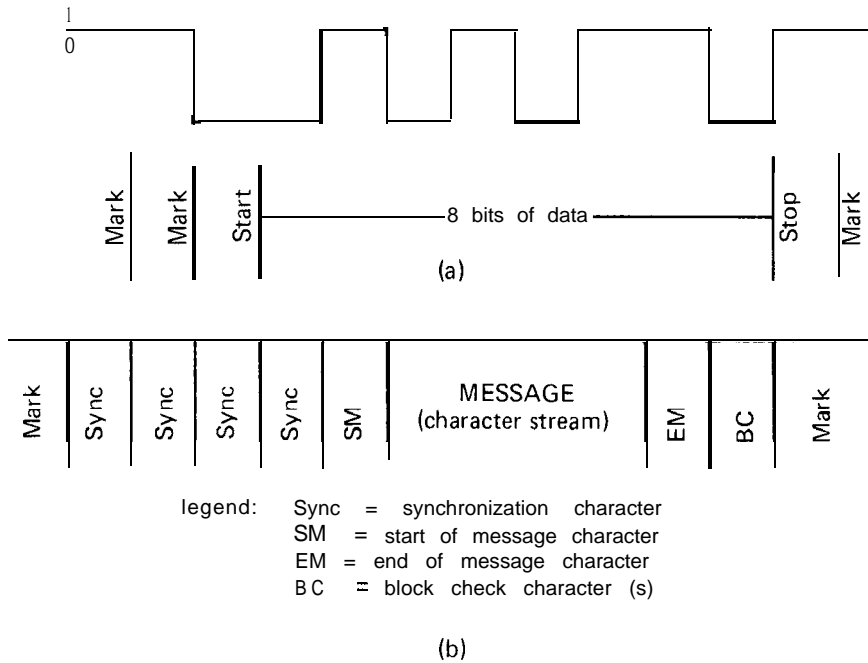 1
0
Mark
Mark
Start
8 bits of data
Stop
Mark
(a)
Mark
Sync
Sync
Sync
Sync
SM
MESSAGE
(character stream)
EM
BC
Mark
legend: Sync = synchronization character
SM = start of message character
EM = end of message character
BC = block check character (s)
(b)